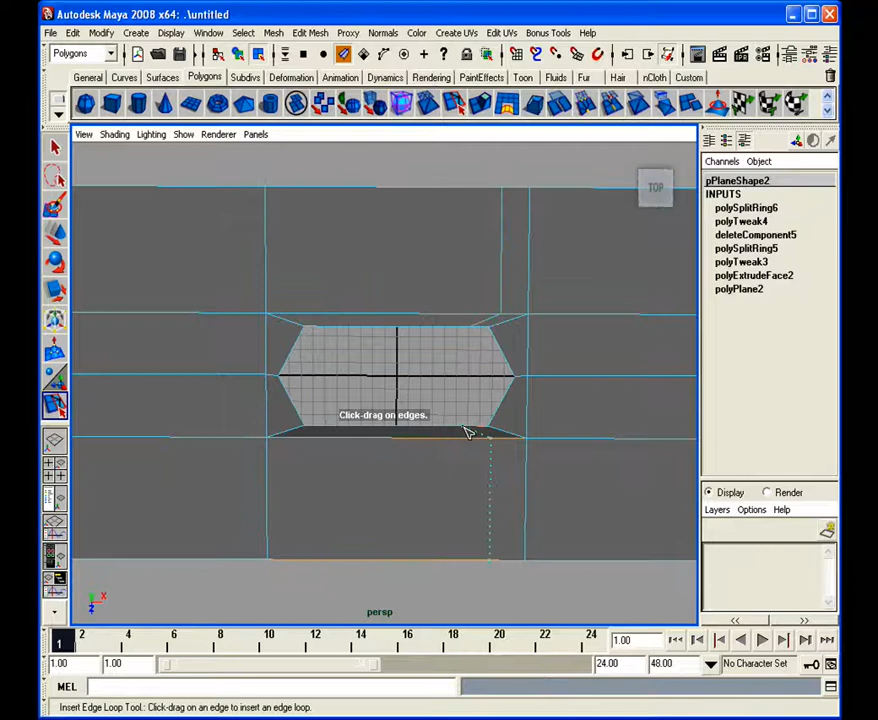 Autodesk Maya 2008 x64: .\untitled
File Edit Modify Create Display Window Select Mesh Edit Mesh Proxy Normals Color Create UVs Edit UVs Bonus Tools Help
Polygons
General Curves Surfaces Polygons Subdivs Deformation Animation Dynamics Rendering PaintEffects Toon Fluids Fur Hair nCloth Custom
View Shading Lighting Show Renderer Panels
Channels Object
pPlaneShape2
INPUTS
polySplitRing6
polyTweak4
deleteComponent5
polySplitRing5
polyTweak3
polyExtrudeFace2
polyPlane2
TOP
Click-drag on edges.
Display Render
Layers Options Help
persp
X
Z
<< >>
1 2 4 6 8 10 12 14 16 18 20 22 24
1.00
1.00 1.00 24.00 48.00 No Character Set
MEL
Insert Edge Loop Tool.: Click-drag on an edge to insert an edge loop.